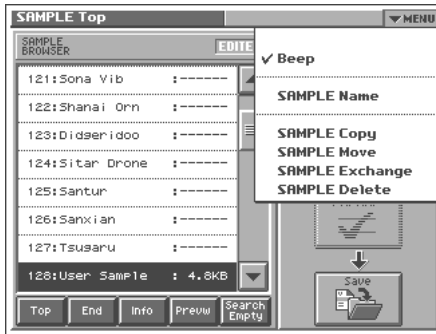 SAMPLE Top
MENU
SAMPLE
BROWSER
EDITE
121:Sona Vib :------
122:Shanai Orn :------
123:Didgeridoo :------
124:Sitar Drone :------
125:Santur :------
126:Sanxian :------
127:Tsugaru :------
128:User Sample : 4.8KB
Top
End
Info
Prevw
Search
Empty
✓ Beep
SAMPLE Name
SAMPLE Copy
SAMPLE Move
SAMPLE Exchange
SAMPLE Delete
Save